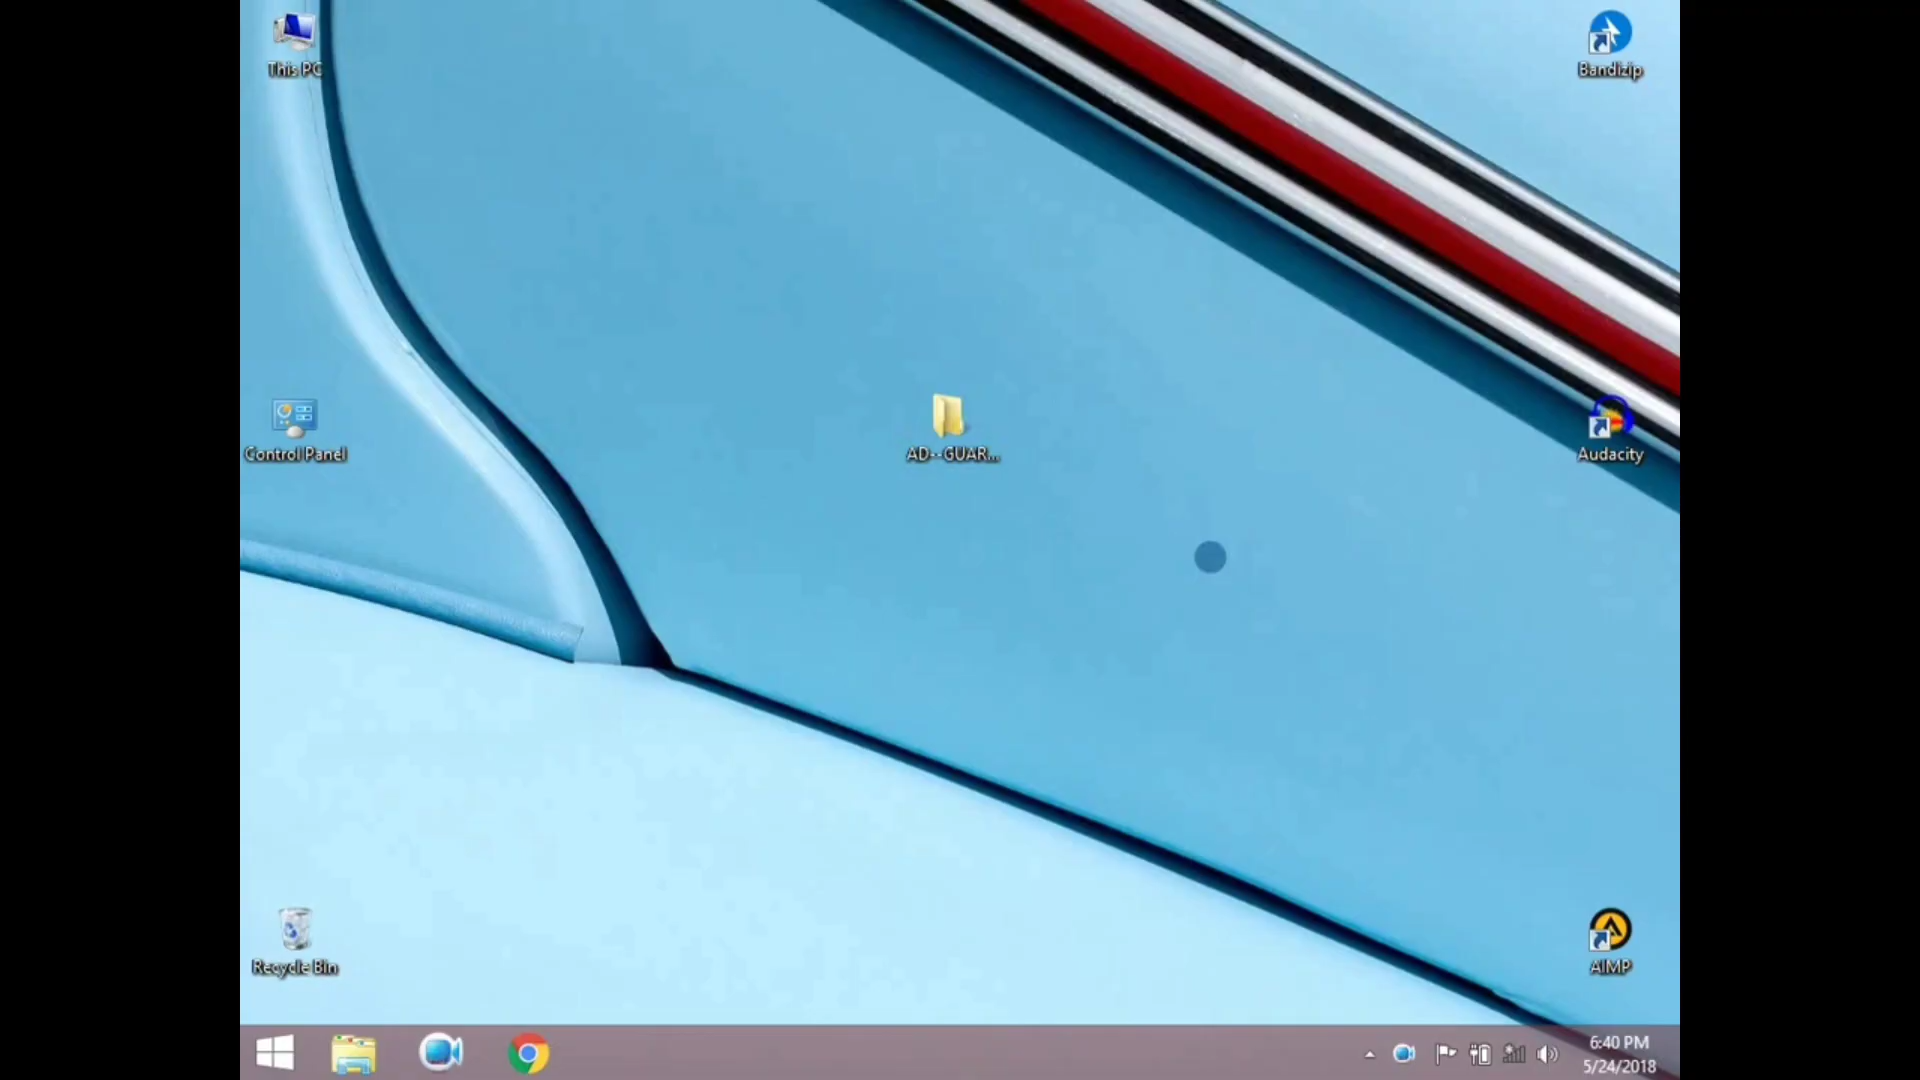 This PC
Bandizip
Control Panel
AD--GUAR...
Audacity
Recycle Bin
AIMP
6:40 PM
5/24/2018